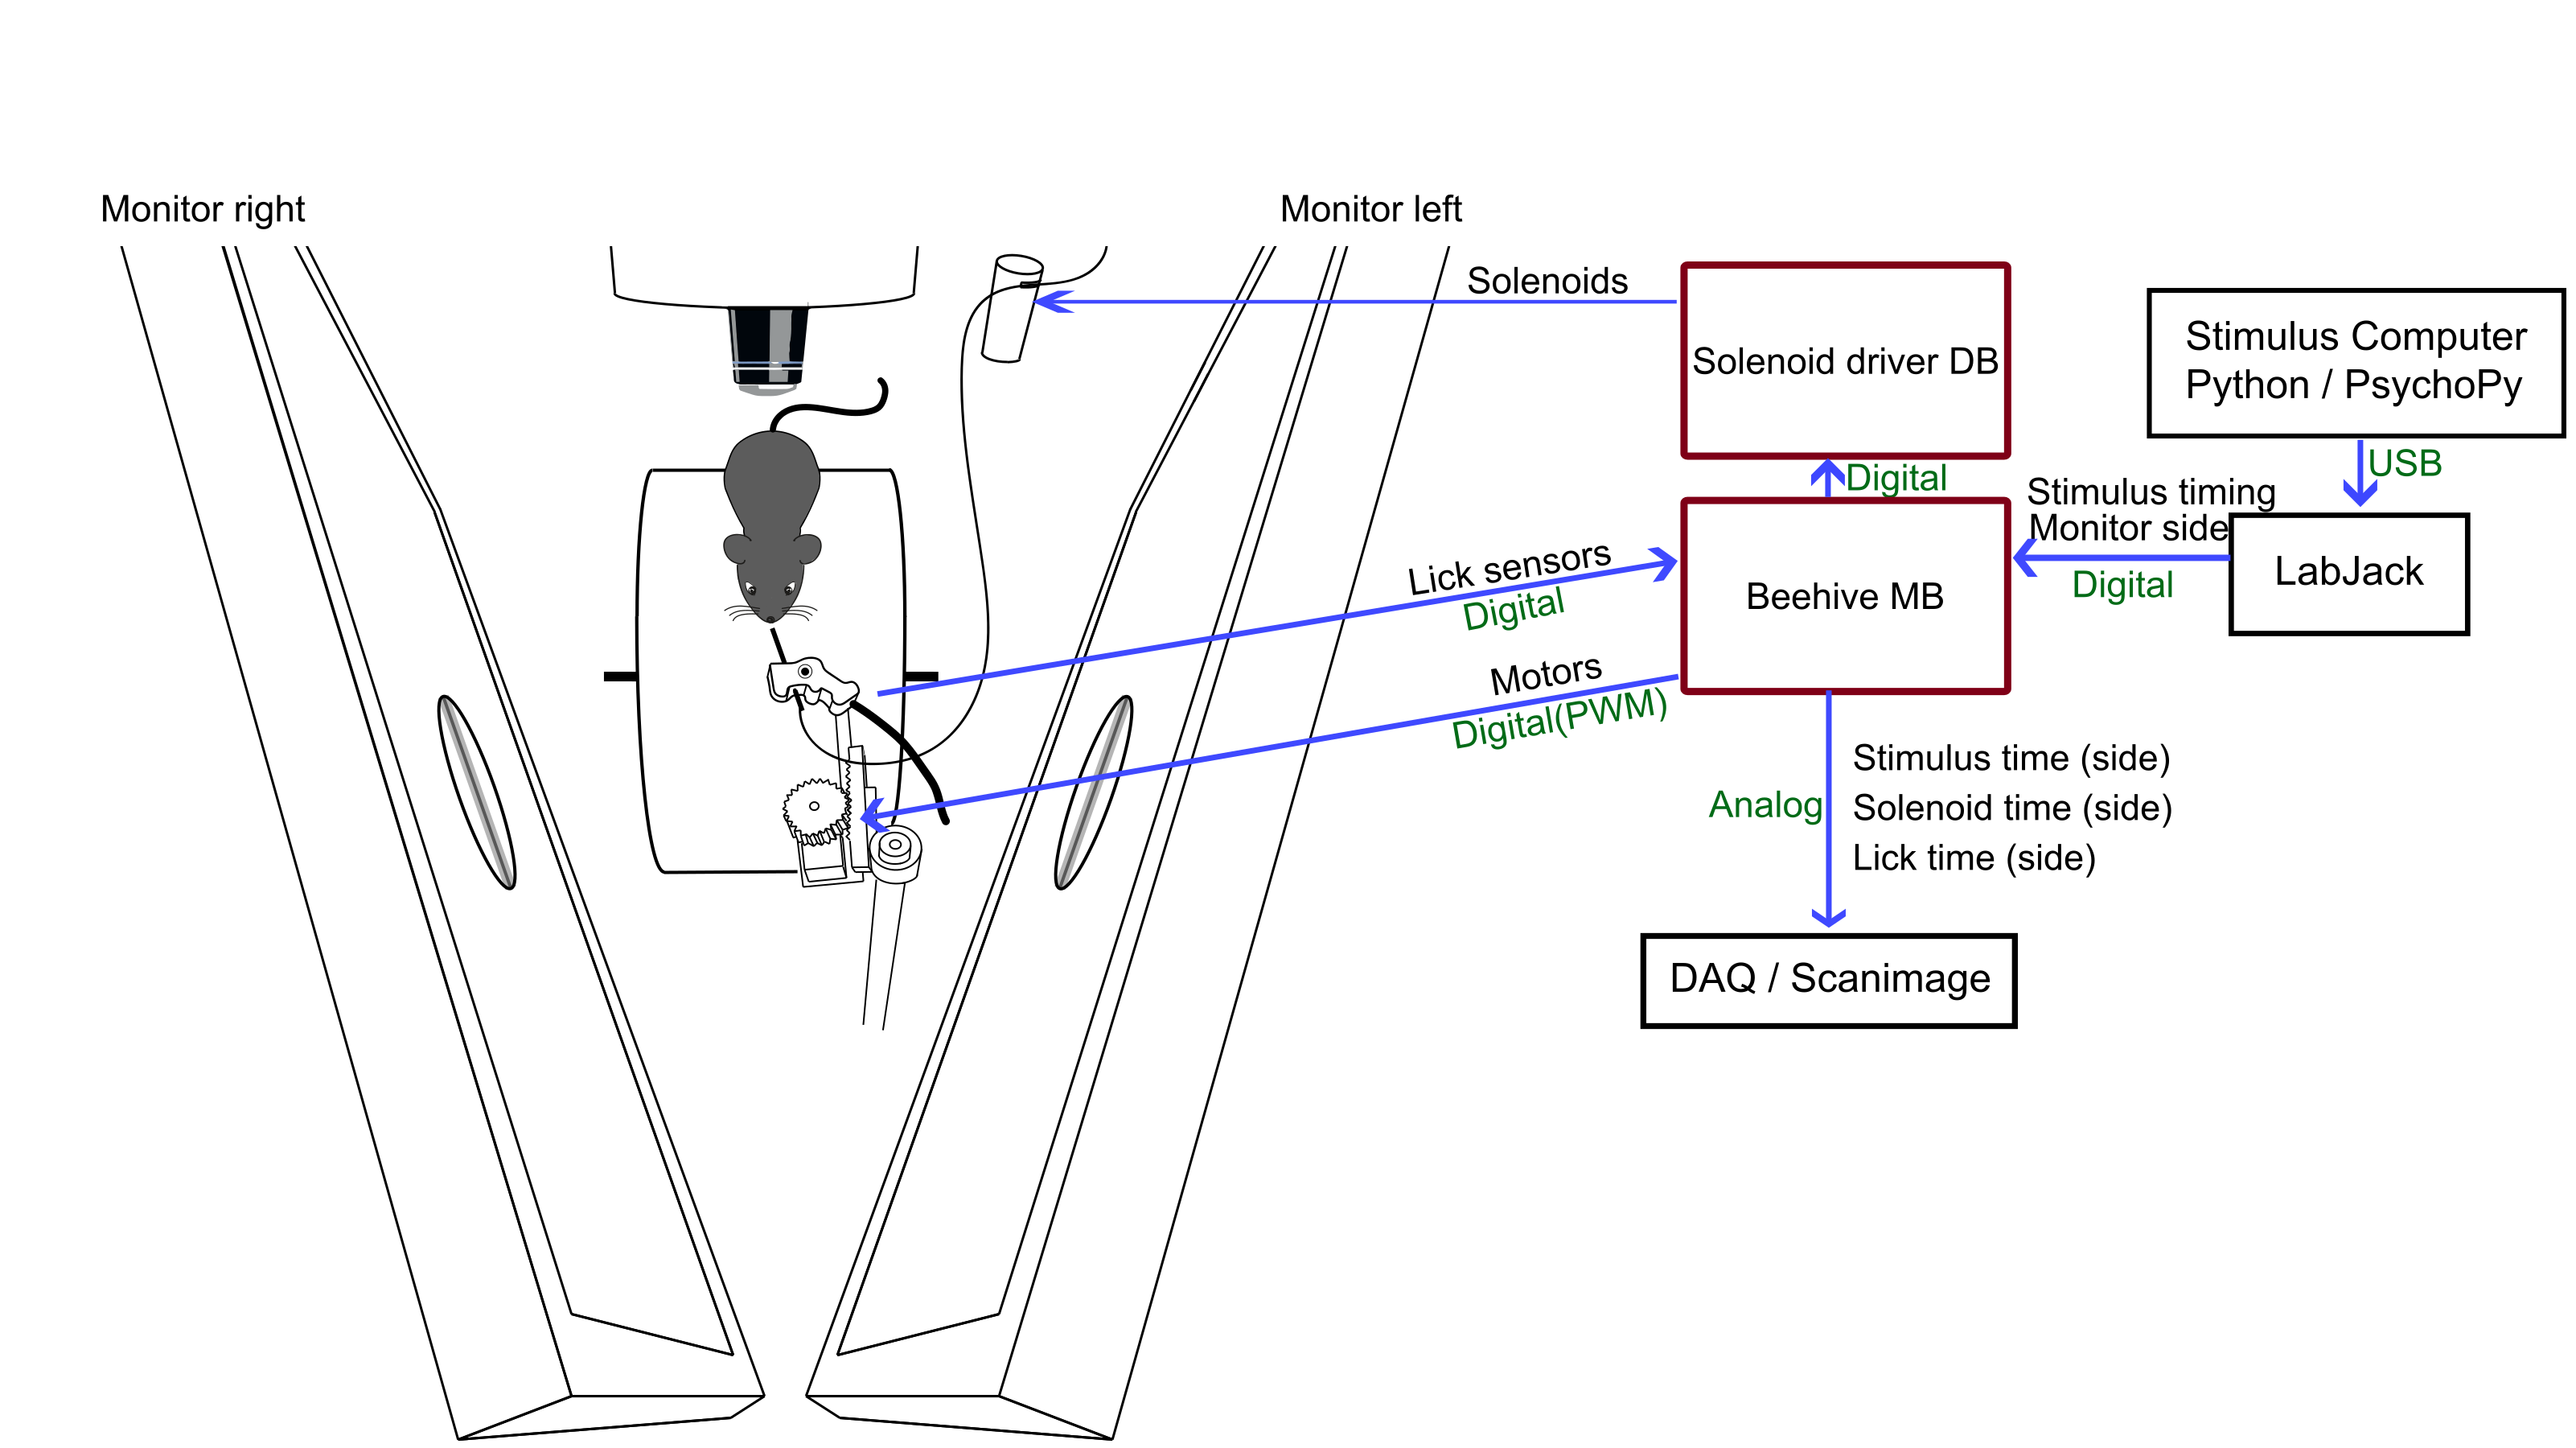 Monitor right
Monitor left
Solenoids
Solenoid driver DB
Stimulus Computer
Python / PsychoPy
USB
Digital
Stimulus timing
Monitor side
Digital
LabJack
Beehive MB
Lick sensors
Digital
Motors
Digital(PWM)
Analog
Stimulus time (side)
Solenoid time (side)
Lick time (side)
DAQ / Scanimage